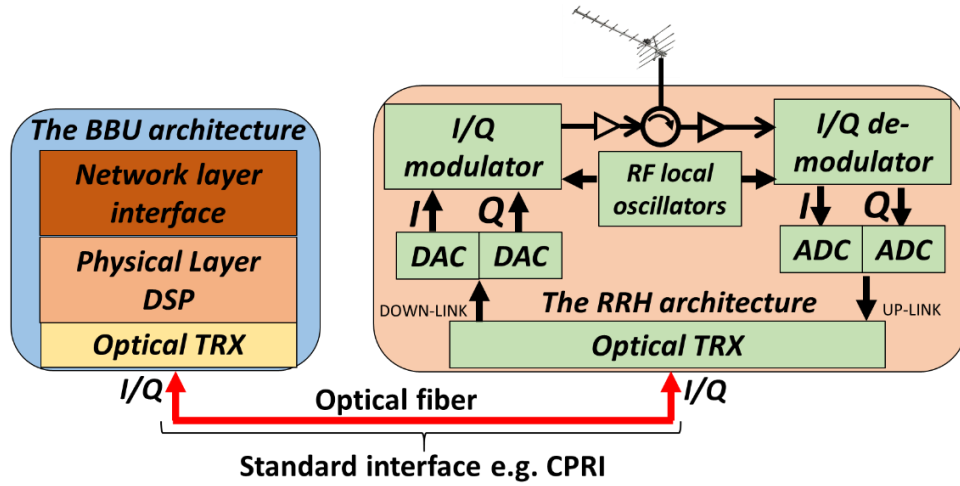 The BBU architecture
Network layer
interface
Physical Layer
DSP
Optical TRX
I/Q
I/Q
modulator
I/Q de-
modulator
RF local
oscillators
I
Q
I
Q
DAC
DAC
ADC
ADC
DOWN-LINK
The RRH architecture
UP-LINK
Optical TRX
I/Q
Optical fiber
Standard interface e.g. CPRI